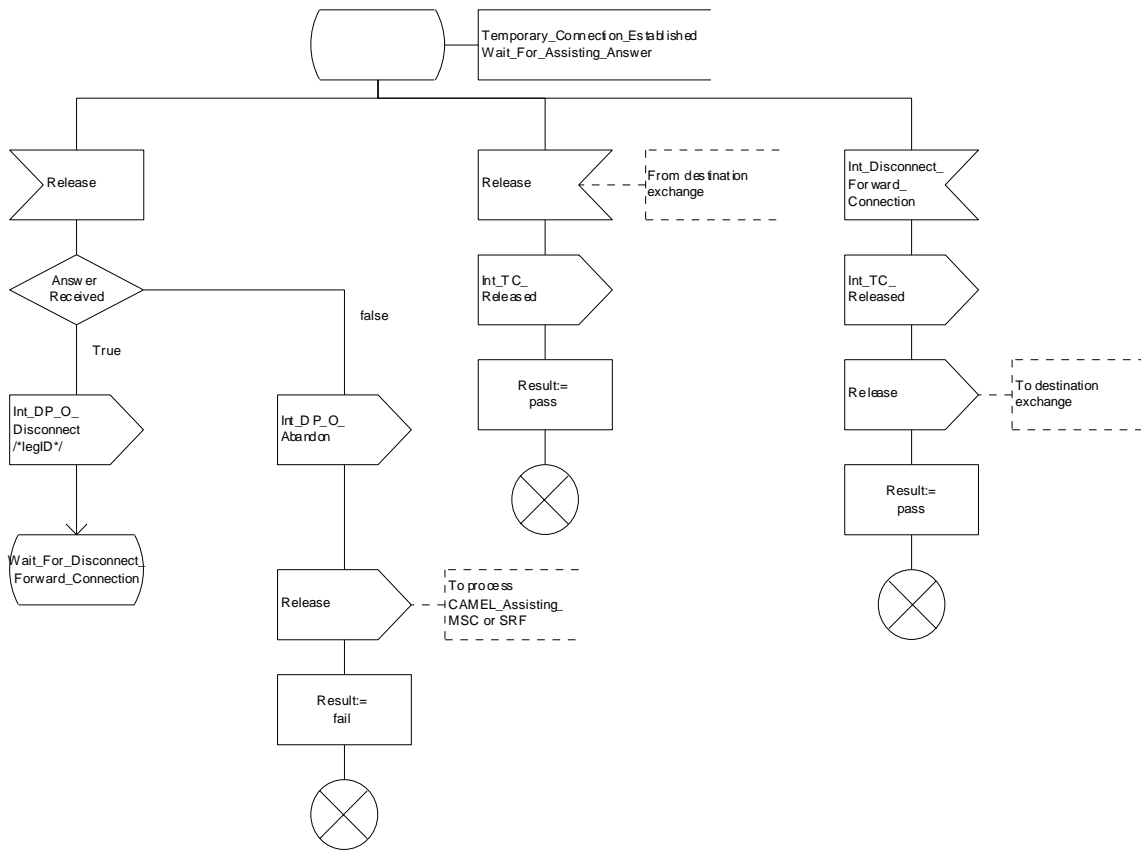 Temporary_Connection_Established
Wait_For_Assisting_Answer
Release
Release
From destination
exchange
Int_Disconnect_
Forward_
Connection
Answer
Received
false
True
Int_TC_
Released
Int_TC_
Released
Result:=
pass
Release
To destination
exchange
Int_DP_O_
Disconnect
/*legID*/
Int_DP_O_
Abandon
Result:=
pass
Wait_For_Disconnect_
Forward_Connection
Release
To process
CAMEL_Assisting_
MSC or SRF
Result:=
fail